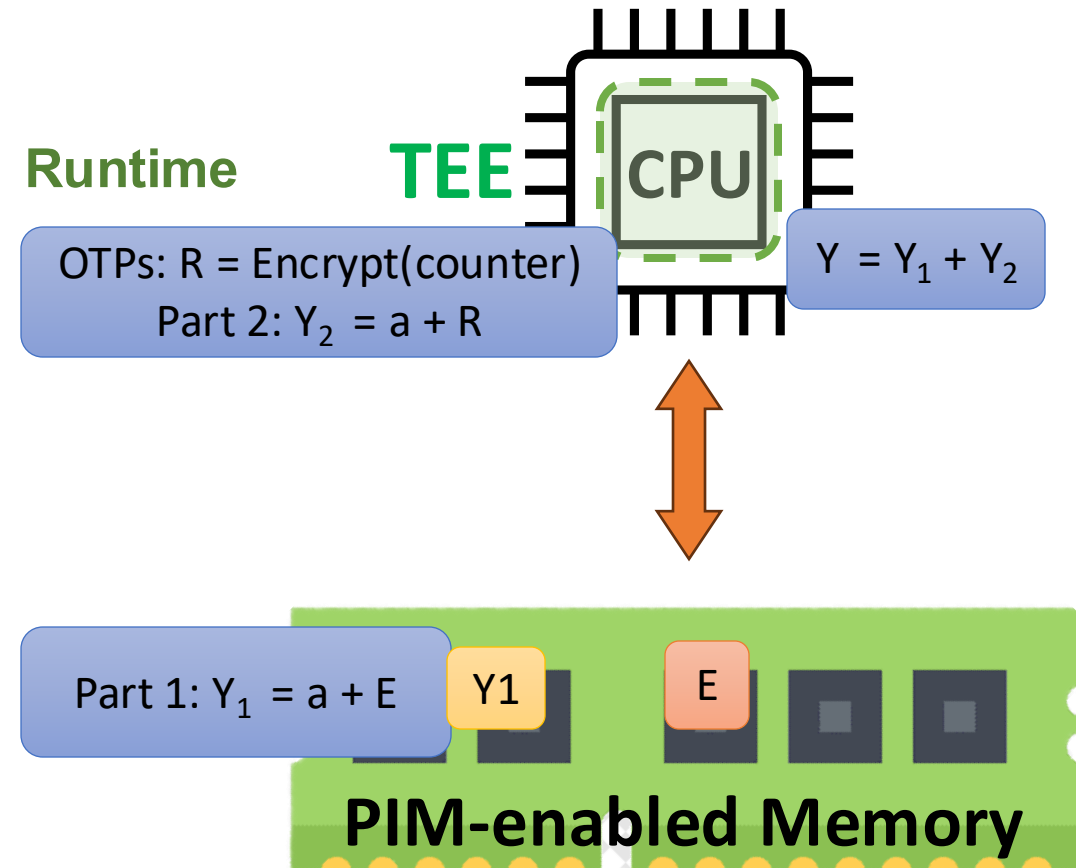 Runtime
TEE
CPU
OTPs: R = Encrypt(counter)
Part 2: Y₂ = a + R
Y = Y₁ + Y₂
Part 1: Y₁ = a + E
Y1
E
PIM-enabled Memory